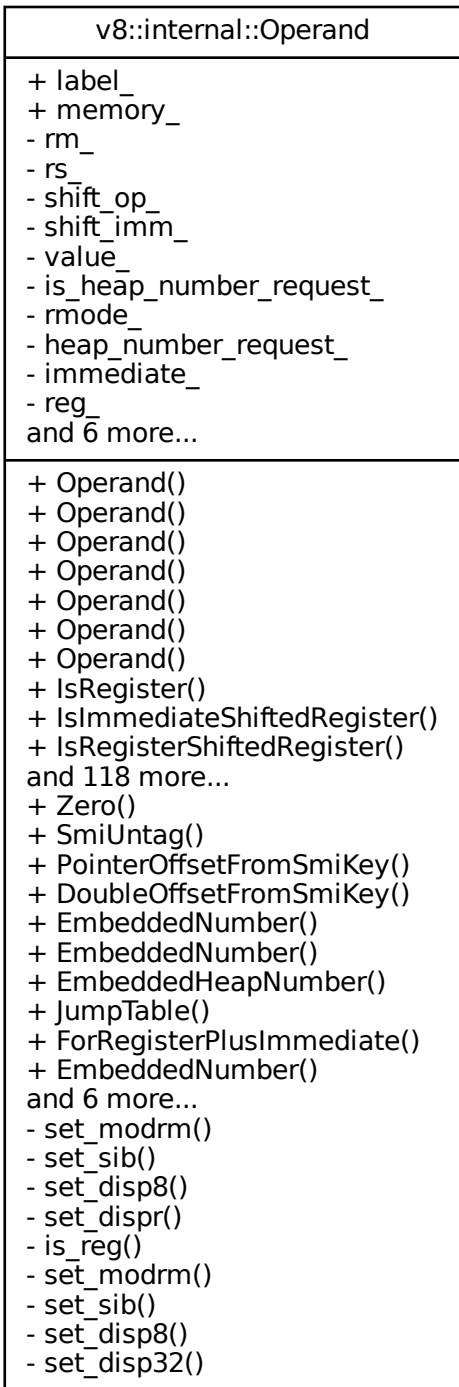 v8::internal::Operand
+ label_
+ memory_
- rm_
- rs_
- shift_op_
- shift_imm_
- value_
- is_heap_number_request_
- rmode_
- heap_number_request_
- immediate_
- reg_
and 6 more...
+ Operand()
+ Operand()
+ Operand()
+ Operand()
+ Operand()
+ Operand()
+ Operand()
+ IsRegister()
+ IsImmediateShiftedRegister()
+ IsRegisterShiftedRegister()
and 118 more...
+ Zero()
+ SmiUntag()
+ PointerOffsetFromSmiKey()
+ DoubleOffsetFromSmiKey()
+ EmbeddedNumber()
+ EmbeddedNumber()
+ EmbeddedHeapNumber()
+ JumpTable()
+ ForRegisterPlusImmediate()
+ EmbeddedNumber()
and 6 more...
- set_modrm()
- set_sib()
- set_disp8()
- set_dispr()
- is_reg()
- set_modrm()
- set_sib()
- set_disp8()
- set_disp32()